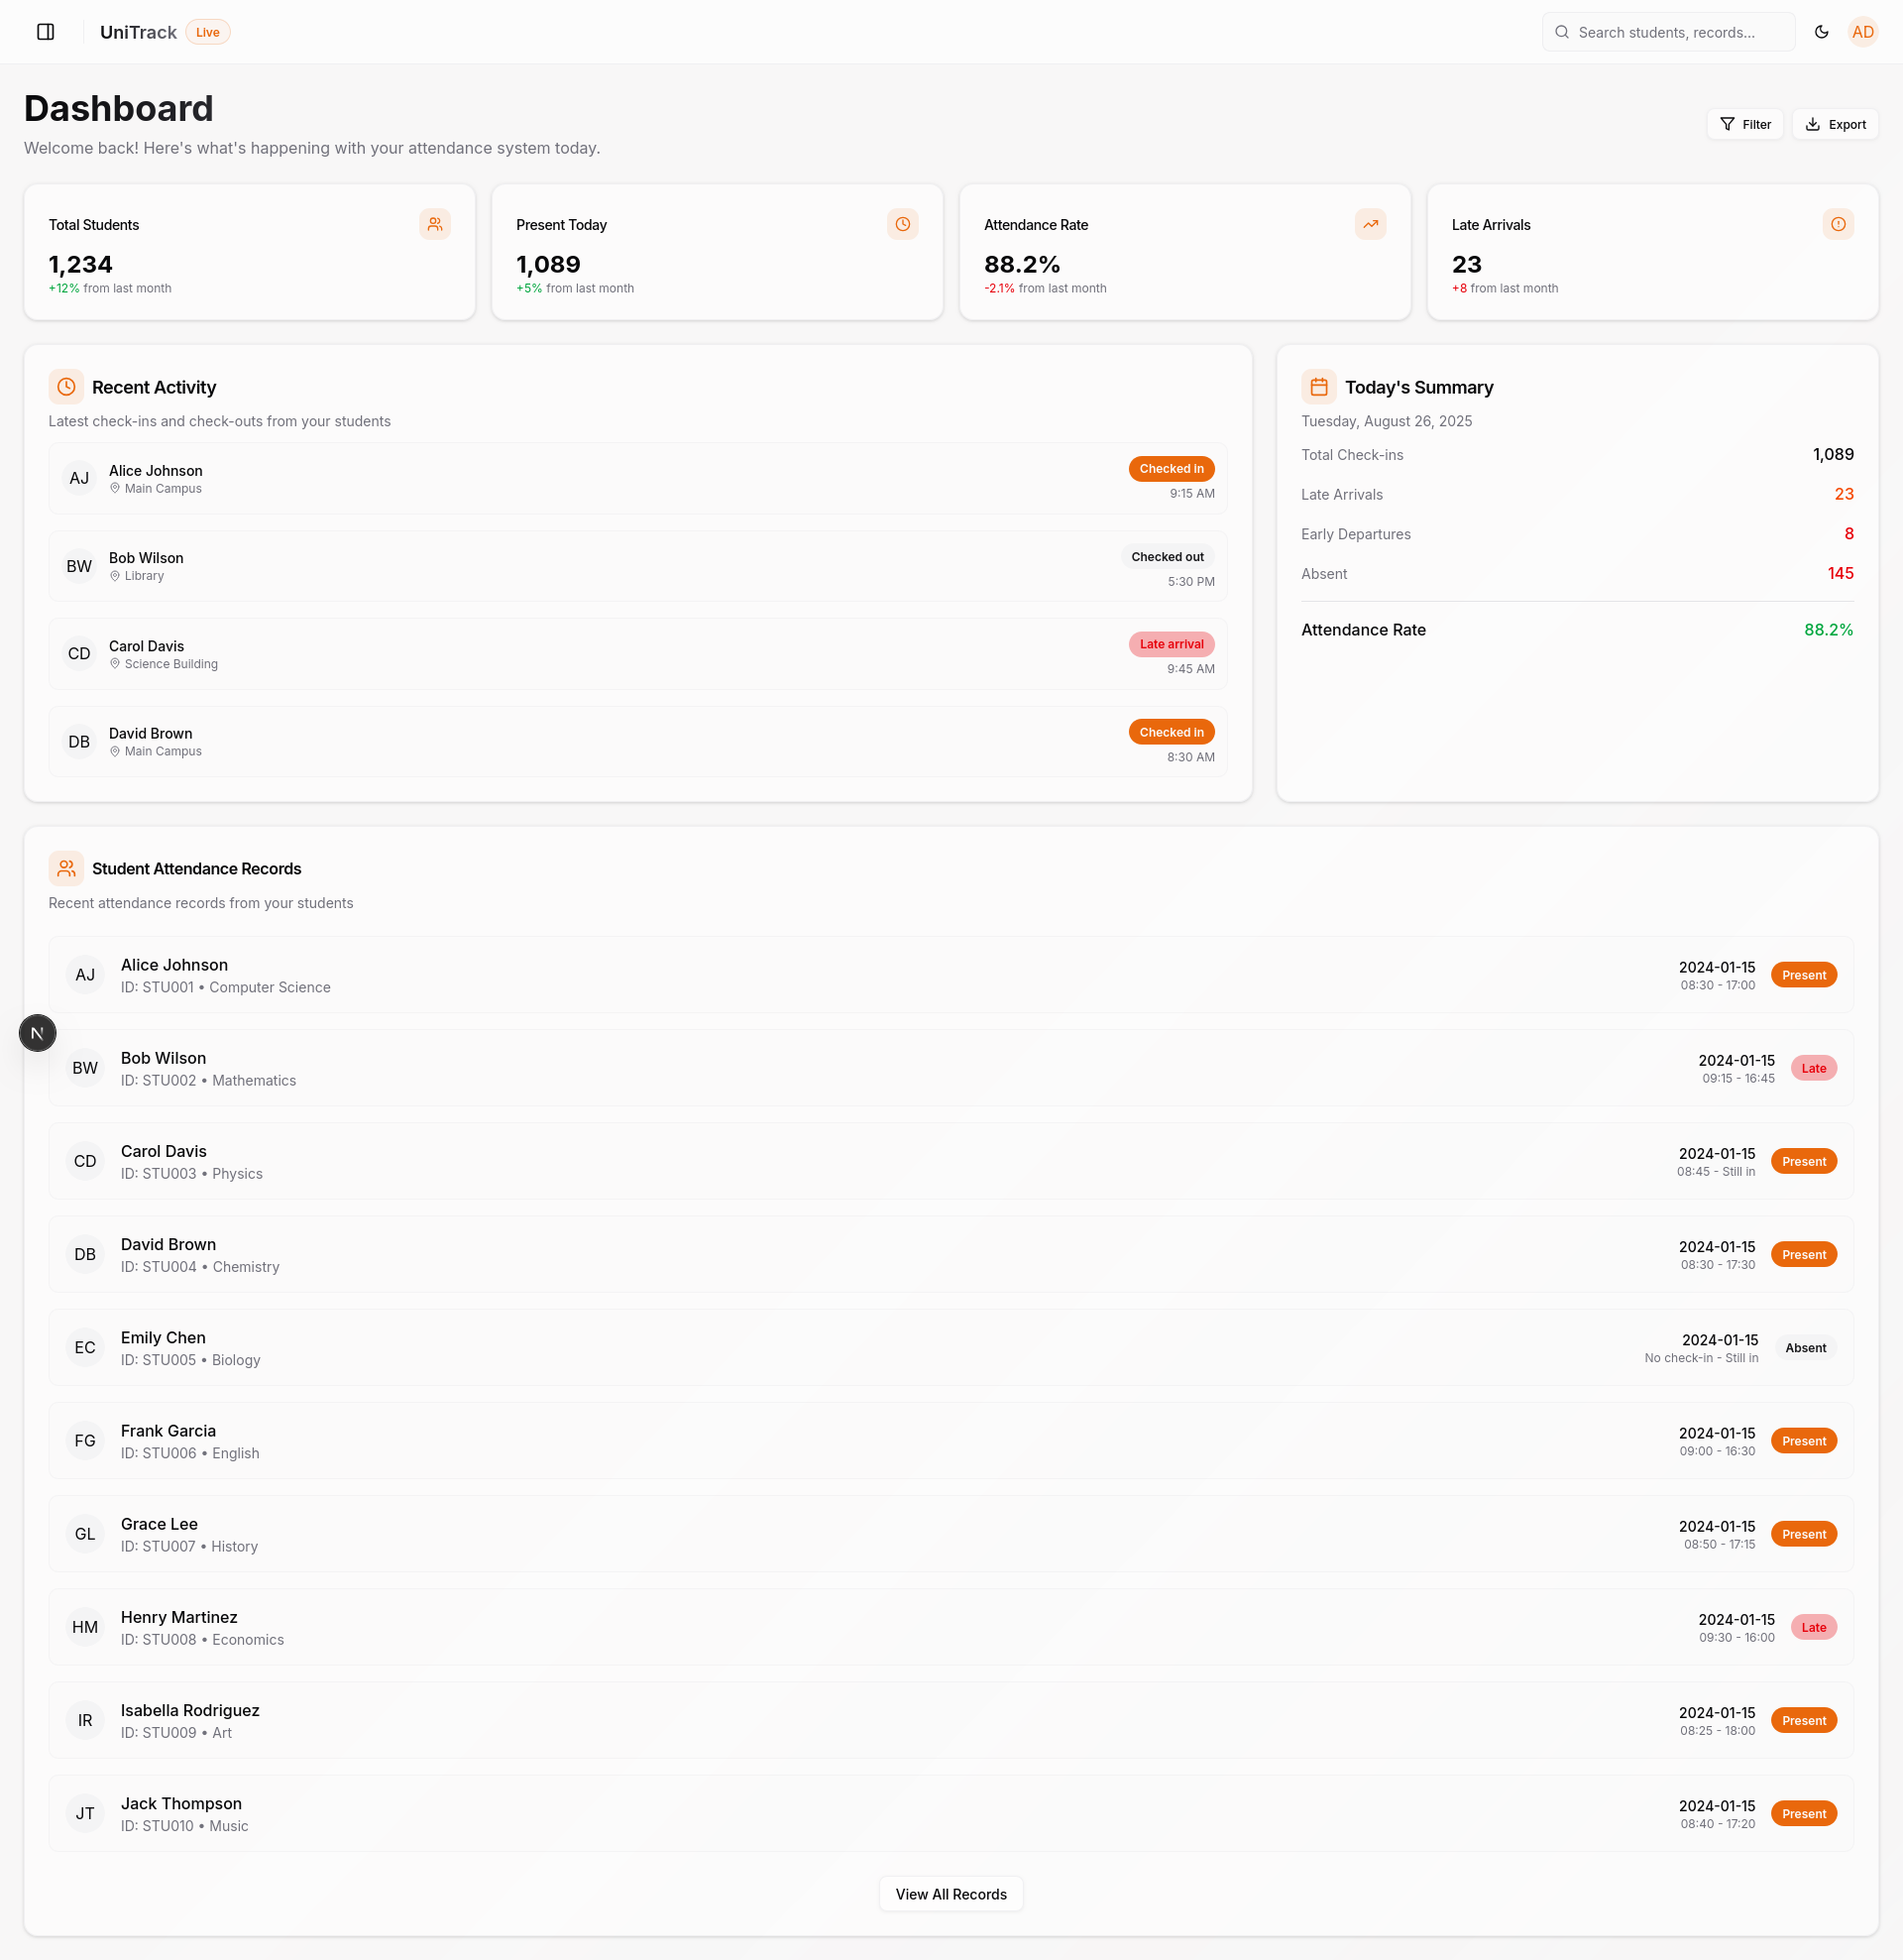 UniTrack Live
Search students, records...
AD
Dashboard
Welcome back! Here's what's happening with your attendance system today.
Filter
Export
Total Students
1,234
+12% from last month
Present Today
1,089
+5% from last month
Attendance Rate
88.2%
-2.1% from last month
Late Arrivals
23
+8 from last month
Recent Activity
Latest check-ins and check-outs from your students
AJ
Alice Johnson
Main Campus
Checked in
9:15 AM
BW
Bob Wilson
Library
Checked out
5:30 PM
CD
Carol Davis
Science Building
Late arrival
9:45 AM
DB
David Brown
Main Campus
Checked in
8:30 AM
Today's Summary
Tuesday, August 26, 2025
Total Check-ins 1,089
Late Arrivals 23
Early Departures 8
Absent 145
Attendance Rate 88.2%
Student Attendance Records
Recent attendance records from your students
AJ
Alice Johnson
ID: STU001 • Computer Science
2024-01-15
08:30 - 17:00
Present
N
BW
Bob Wilson
ID: STU002 • Mathematics
2024-01-15
09:15 - 16:45
Late
CD
Carol Davis
ID: STU003 • Physics
2024-01-15
08:45 - Still in
Present
DB
David Brown
ID: STU004 • Chemistry
2024-01-15
08:30 - 17:30
Present
EC
Emily Chen
ID: STU005 • Biology
2024-01-15
No check-in - Still in
Absent
FG
Frank Garcia
ID: STU006 • English
2024-01-15
09:00 - 16:30
Present
GL
Grace Lee
ID: STU007 • History
2024-01-15
08:50 - 17:15
Present
HM
Henry Martinez
ID: STU008 • Economics
2024-01-15
09:30 - 16:00
Late
IR
Isabella Rodriguez
ID: STU009 • Art
2024-01-15
08:25 - 18:00
Present
JT
Jack Thompson
ID: STU010 • Music
2024-01-15
08:40 - 17:20
Present
View All Records